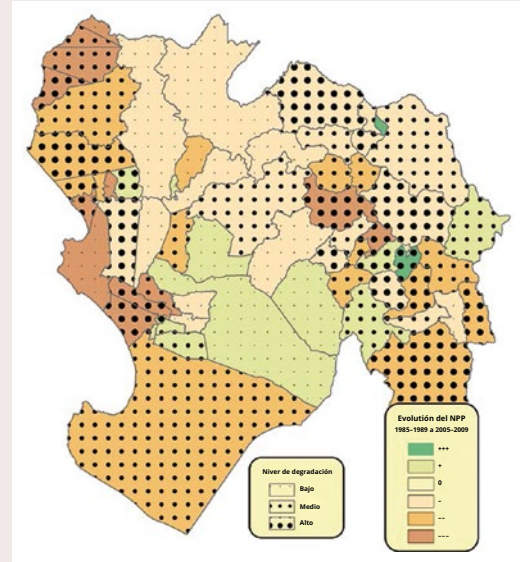 Niver de degradación
Bajo
Medio
Alto
Evolutión del NPP
1985–1989 a 2005–2009
+++
+
0
–
––
–––